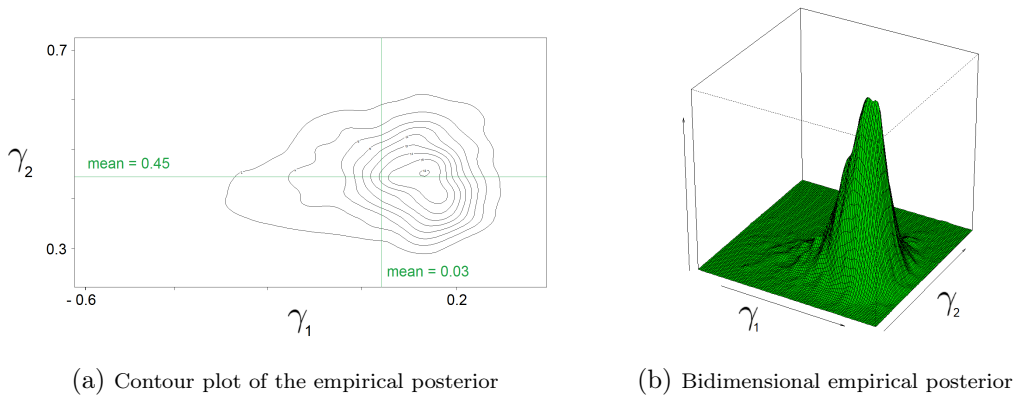 0.7
γ2
mean = 0.45
0.3
mean = 0.03
- 0.6
0.2
γ1
γ1
γ2
(a) Contour plot of the empirical posterior
(b) Bidimensional empirical posterior